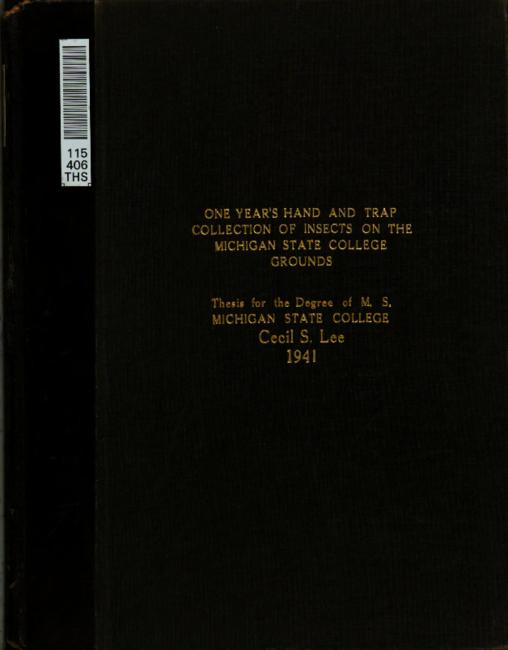 115
406
THS
ONE YEAR'S HAND AND TRAP
COLLECTION OF INSECTS ON THE
MICHIGAN STATE COLLEGE
GROUNDS
Thesis for the Degree of M. S.
MICHIGAN STATE COLLEGE
Cecil S. Lee
1941